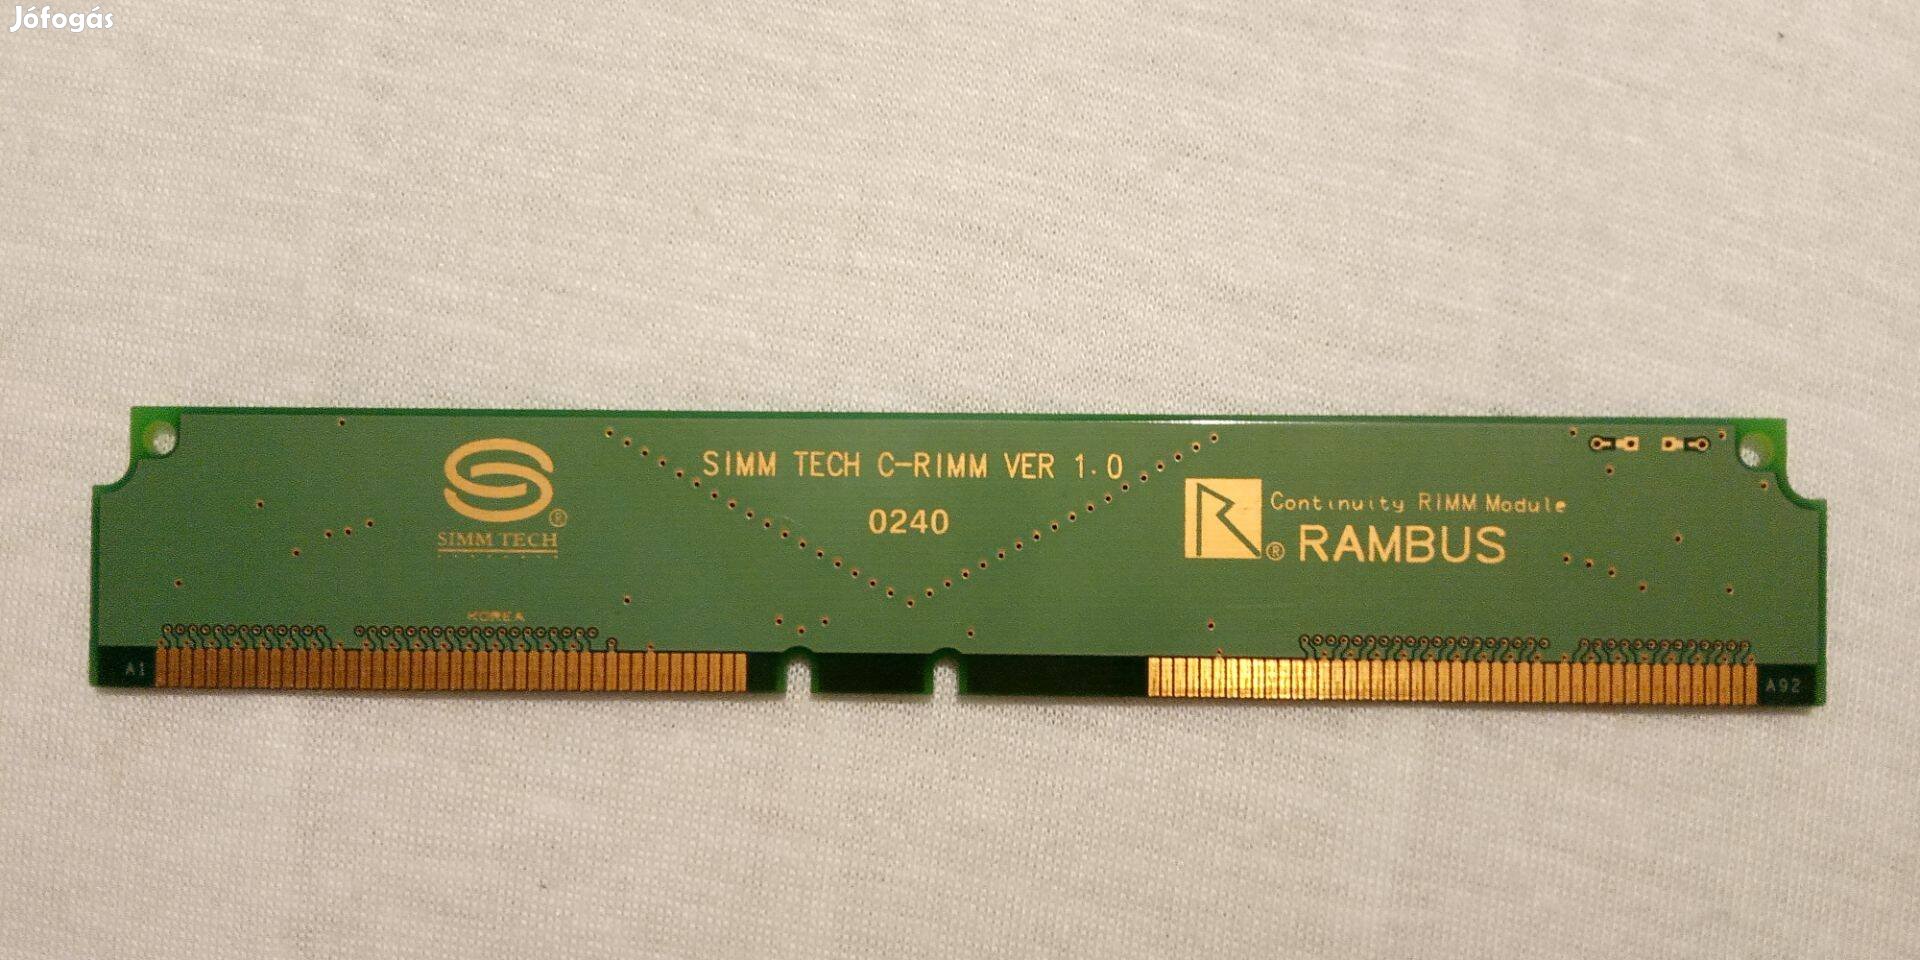 Jófogás
SIMM TECH C-RIMM VER 1.0
0240
SIMM TECH
®
Continuity RIMM Module
R
® RAMBUS
KOREA
A1
A92